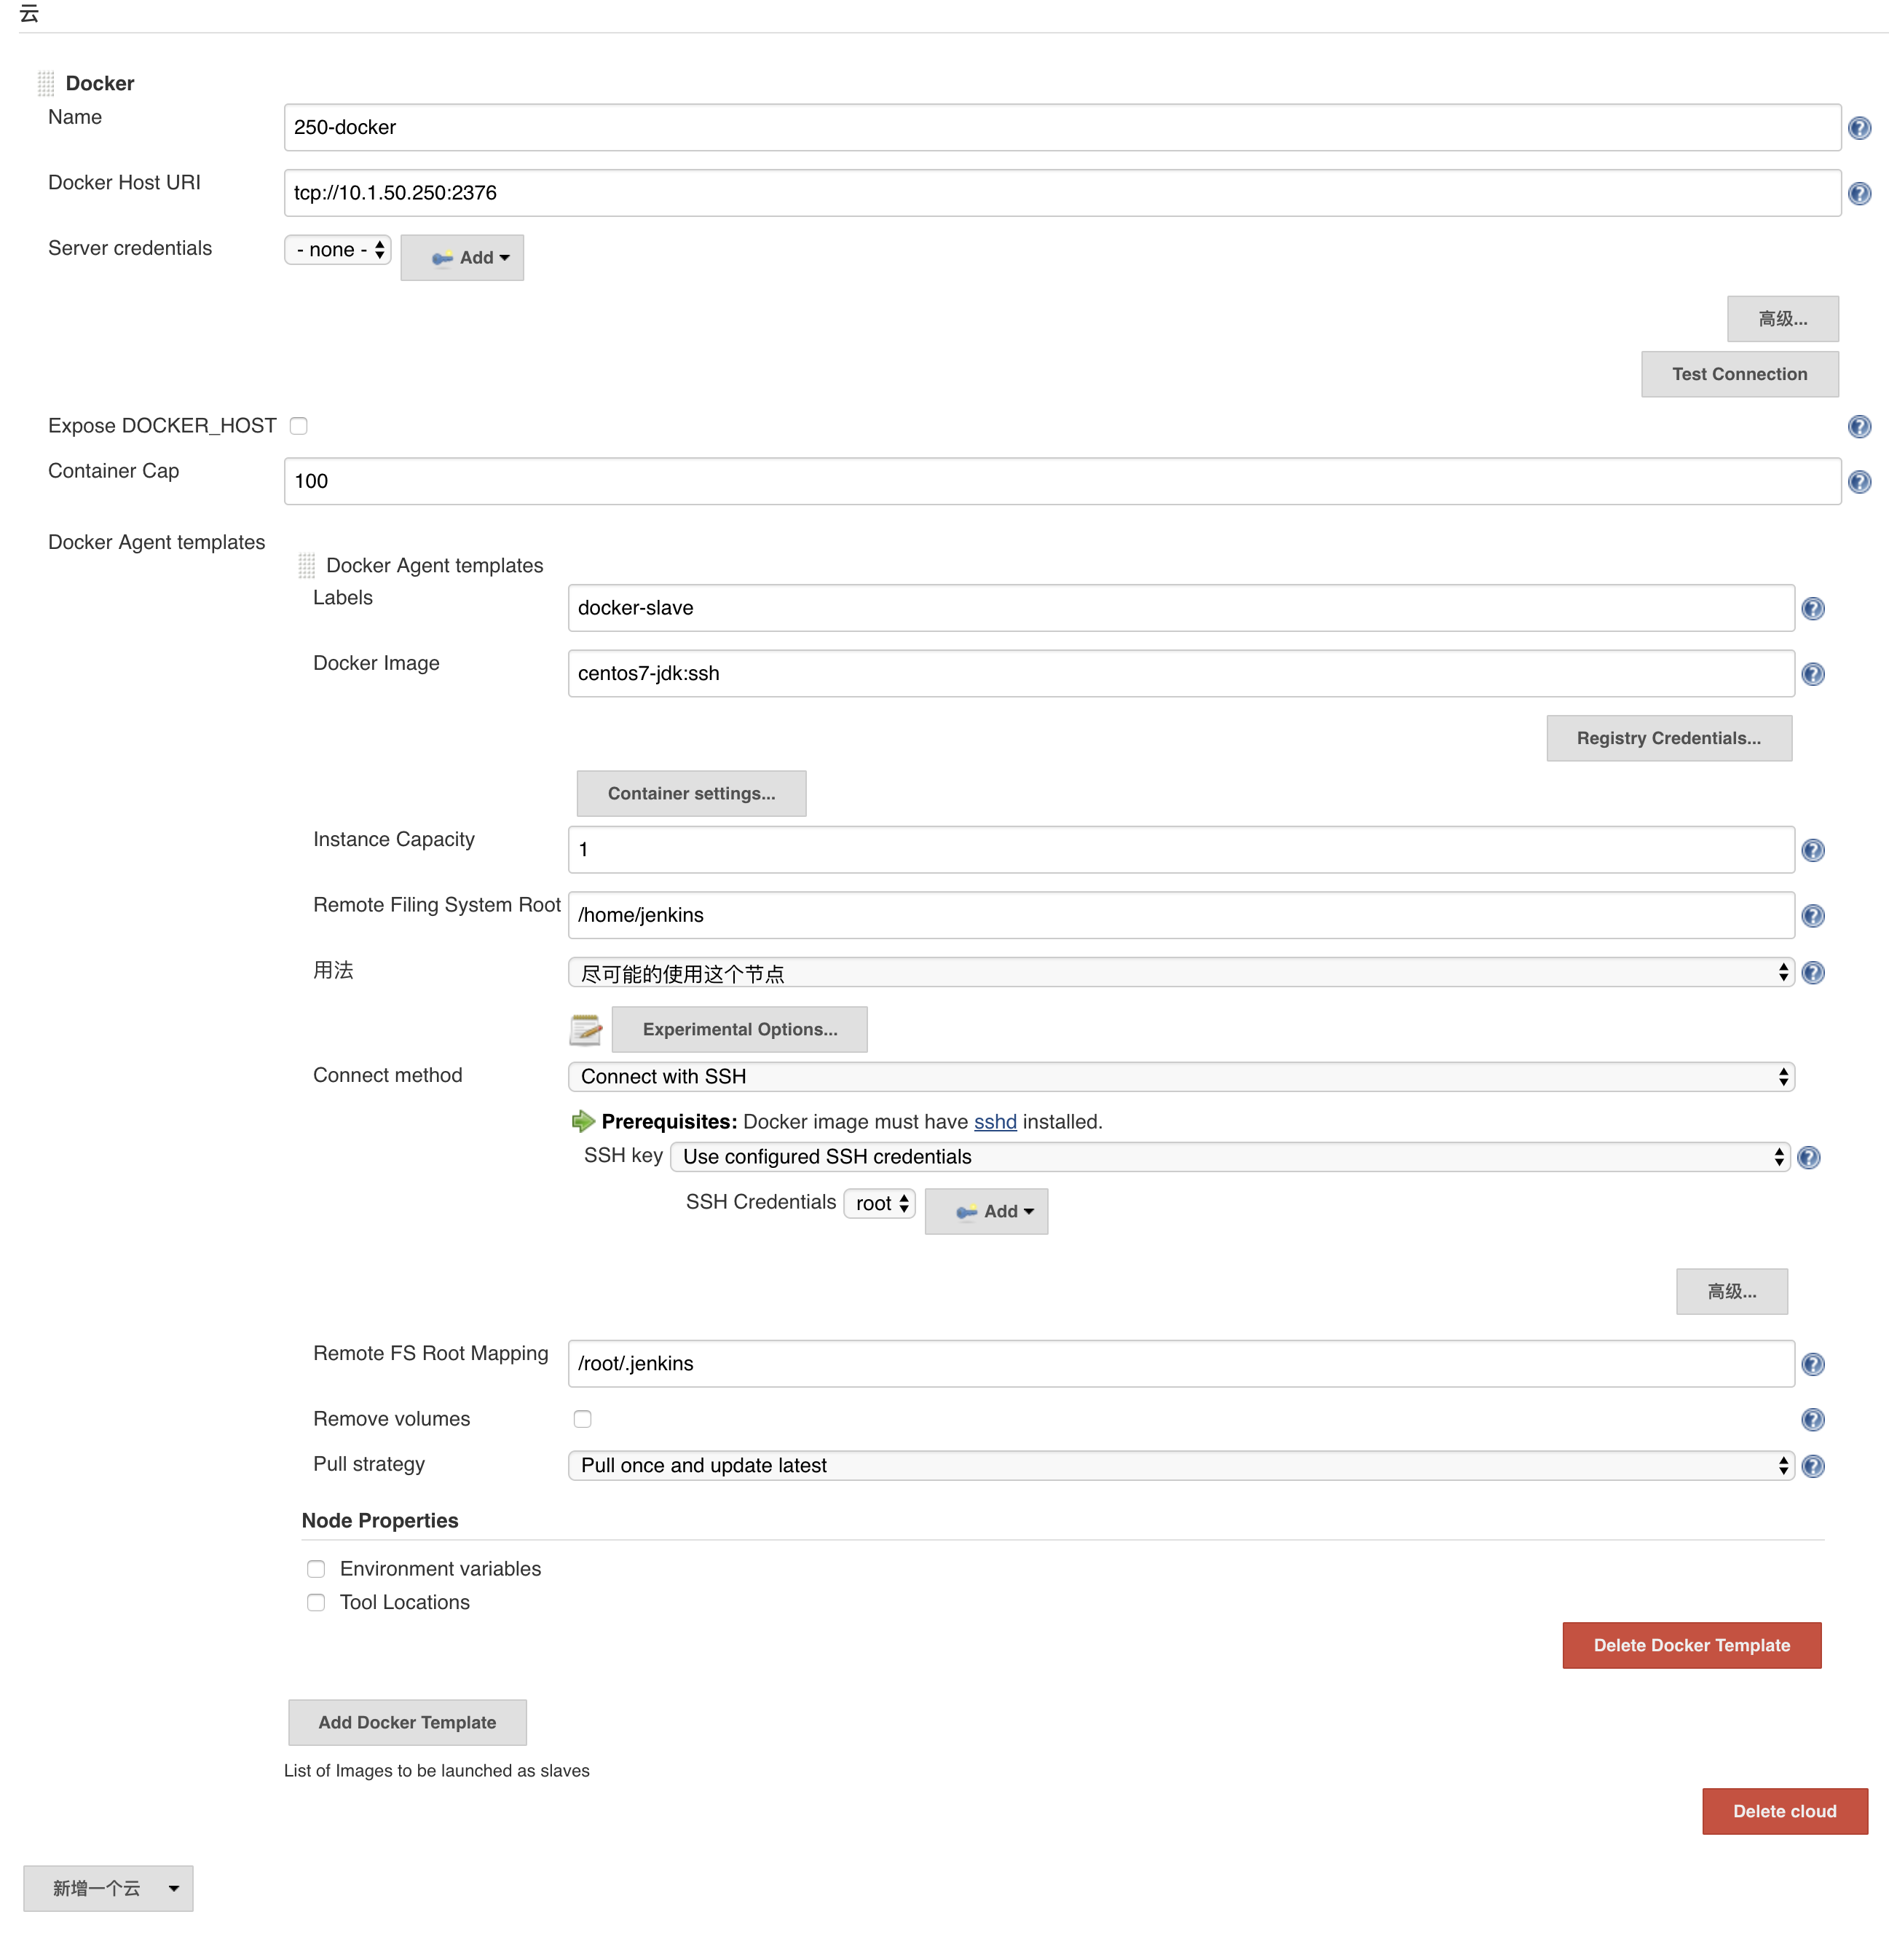 云
Docker
Name 250-docker
Docker Host URI tcp://10.1.50.250:2376
Server credentials - none - Add
高级...
Test Connection
Expose DOCKER_HOST
Container Cap 100
Docker Agent templates
Docker Agent templates
Labels docker-slave
Docker Image centos7-jdk:ssh
Registry Credentials...
Container settings...
Instance Capacity 1
Remote Filing System Root /home/jenkins
用法 尽可能的使用这个节点
Experimental Options...
Connect method Connect with SSH
Prerequisites: Docker image must have sshd installed.
SSH key Use configured SSH credentials
SSH Credentials root Add
高级...
Remote FS Root Mapping /root/.jenkins
Remove volumes
Pull strategy Pull once and update latest
Node Properties
Environment variables
Tool Locations
Delete Docker Template
Add Docker Template
List of Images to be launched as slaves
Delete cloud
新增一个云